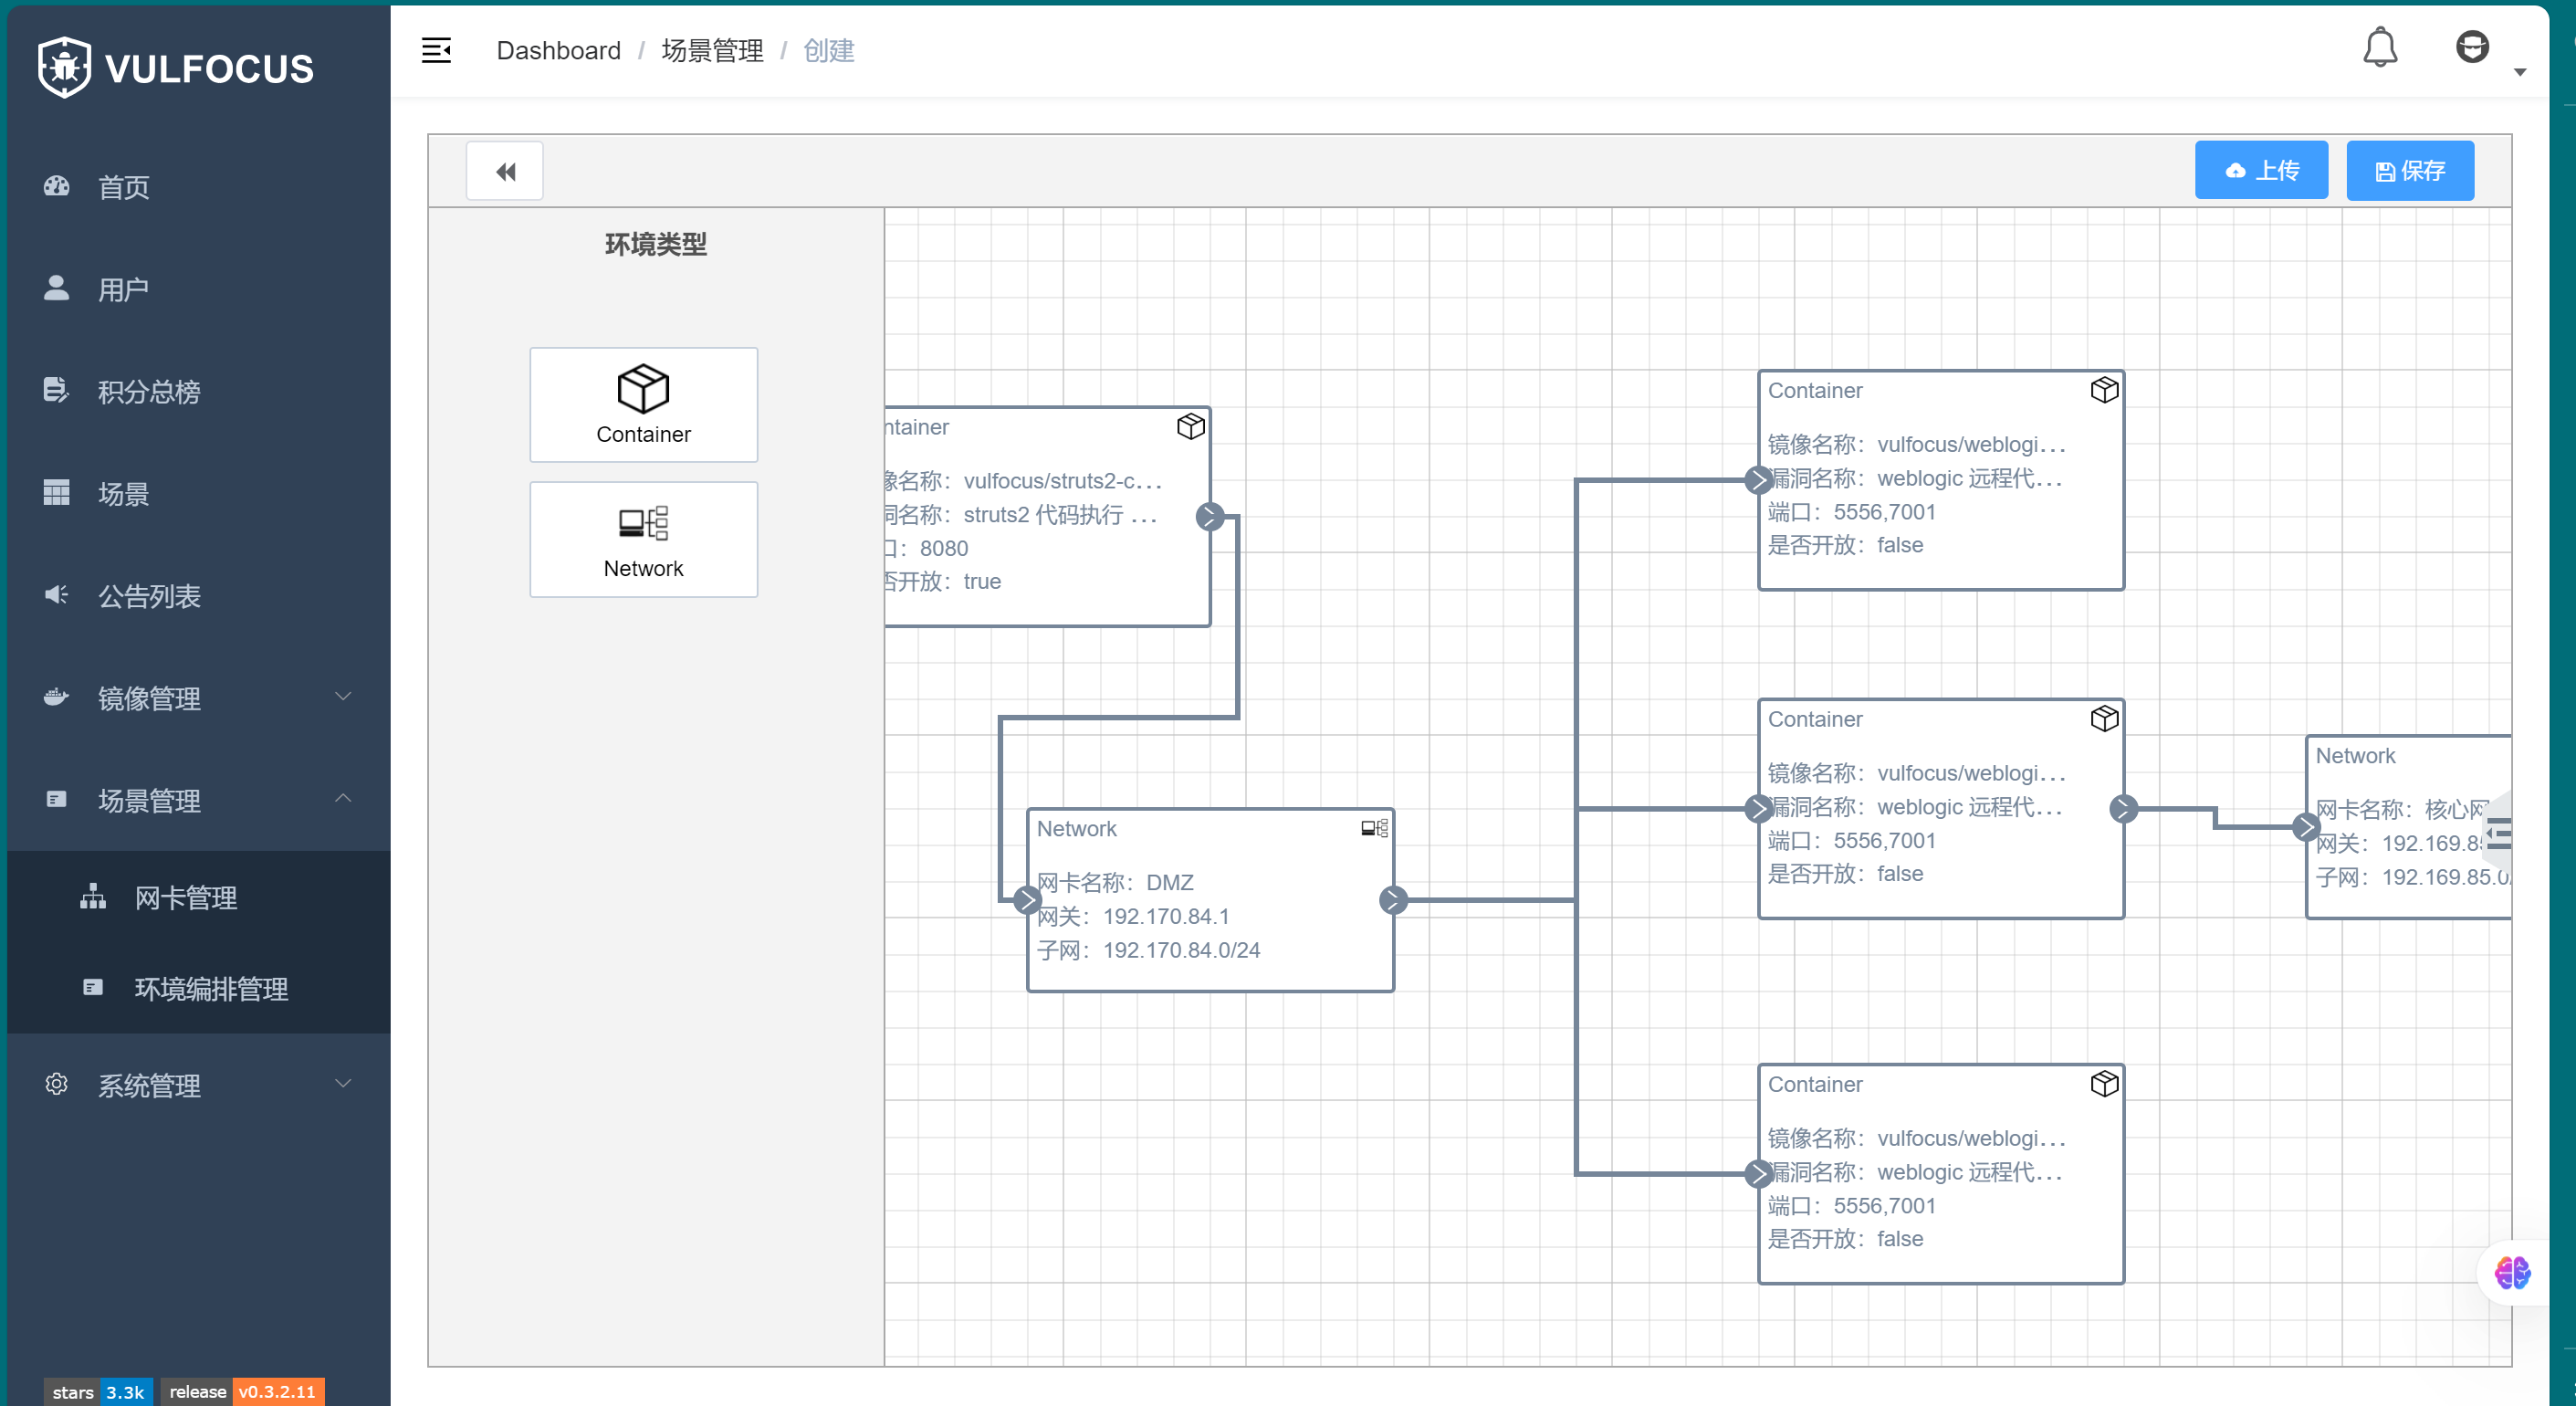 VULFOCUS
Dashboard / 场景管理 / 创建
首页
用户
积分总榜
场景
公告列表
镜像管理
场景管理
网卡管理
环境编排管理
系统管理
stars 3.3k release v0.3.2.11
上传
保存
环境类型
Container
Network
ntainer
像名称：vulfocus/struts2-c...
洞名称：struts2 代码执行 ...
口：8080
否开放：true
Network
网卡名称：DMZ
网关：192.170.84.1
子网：192.170.84.0/24
Container
镜像名称：vulfocus/weblogi...
漏洞名称：weblogic 远程代...
端口：5556,7001
是否开放：false
Container
镜像名称：vulfocus/weblogi...
漏洞名称：weblogic 远程代...
端口：5556,7001
是否开放：false
Container
镜像名称：vulfocus/weblogi...
漏洞名称：weblogic 远程代...
端口：5556,7001
是否开放：false
Network
网卡名称：核心网
网关：192.169.85
子网：192.169.85.0/